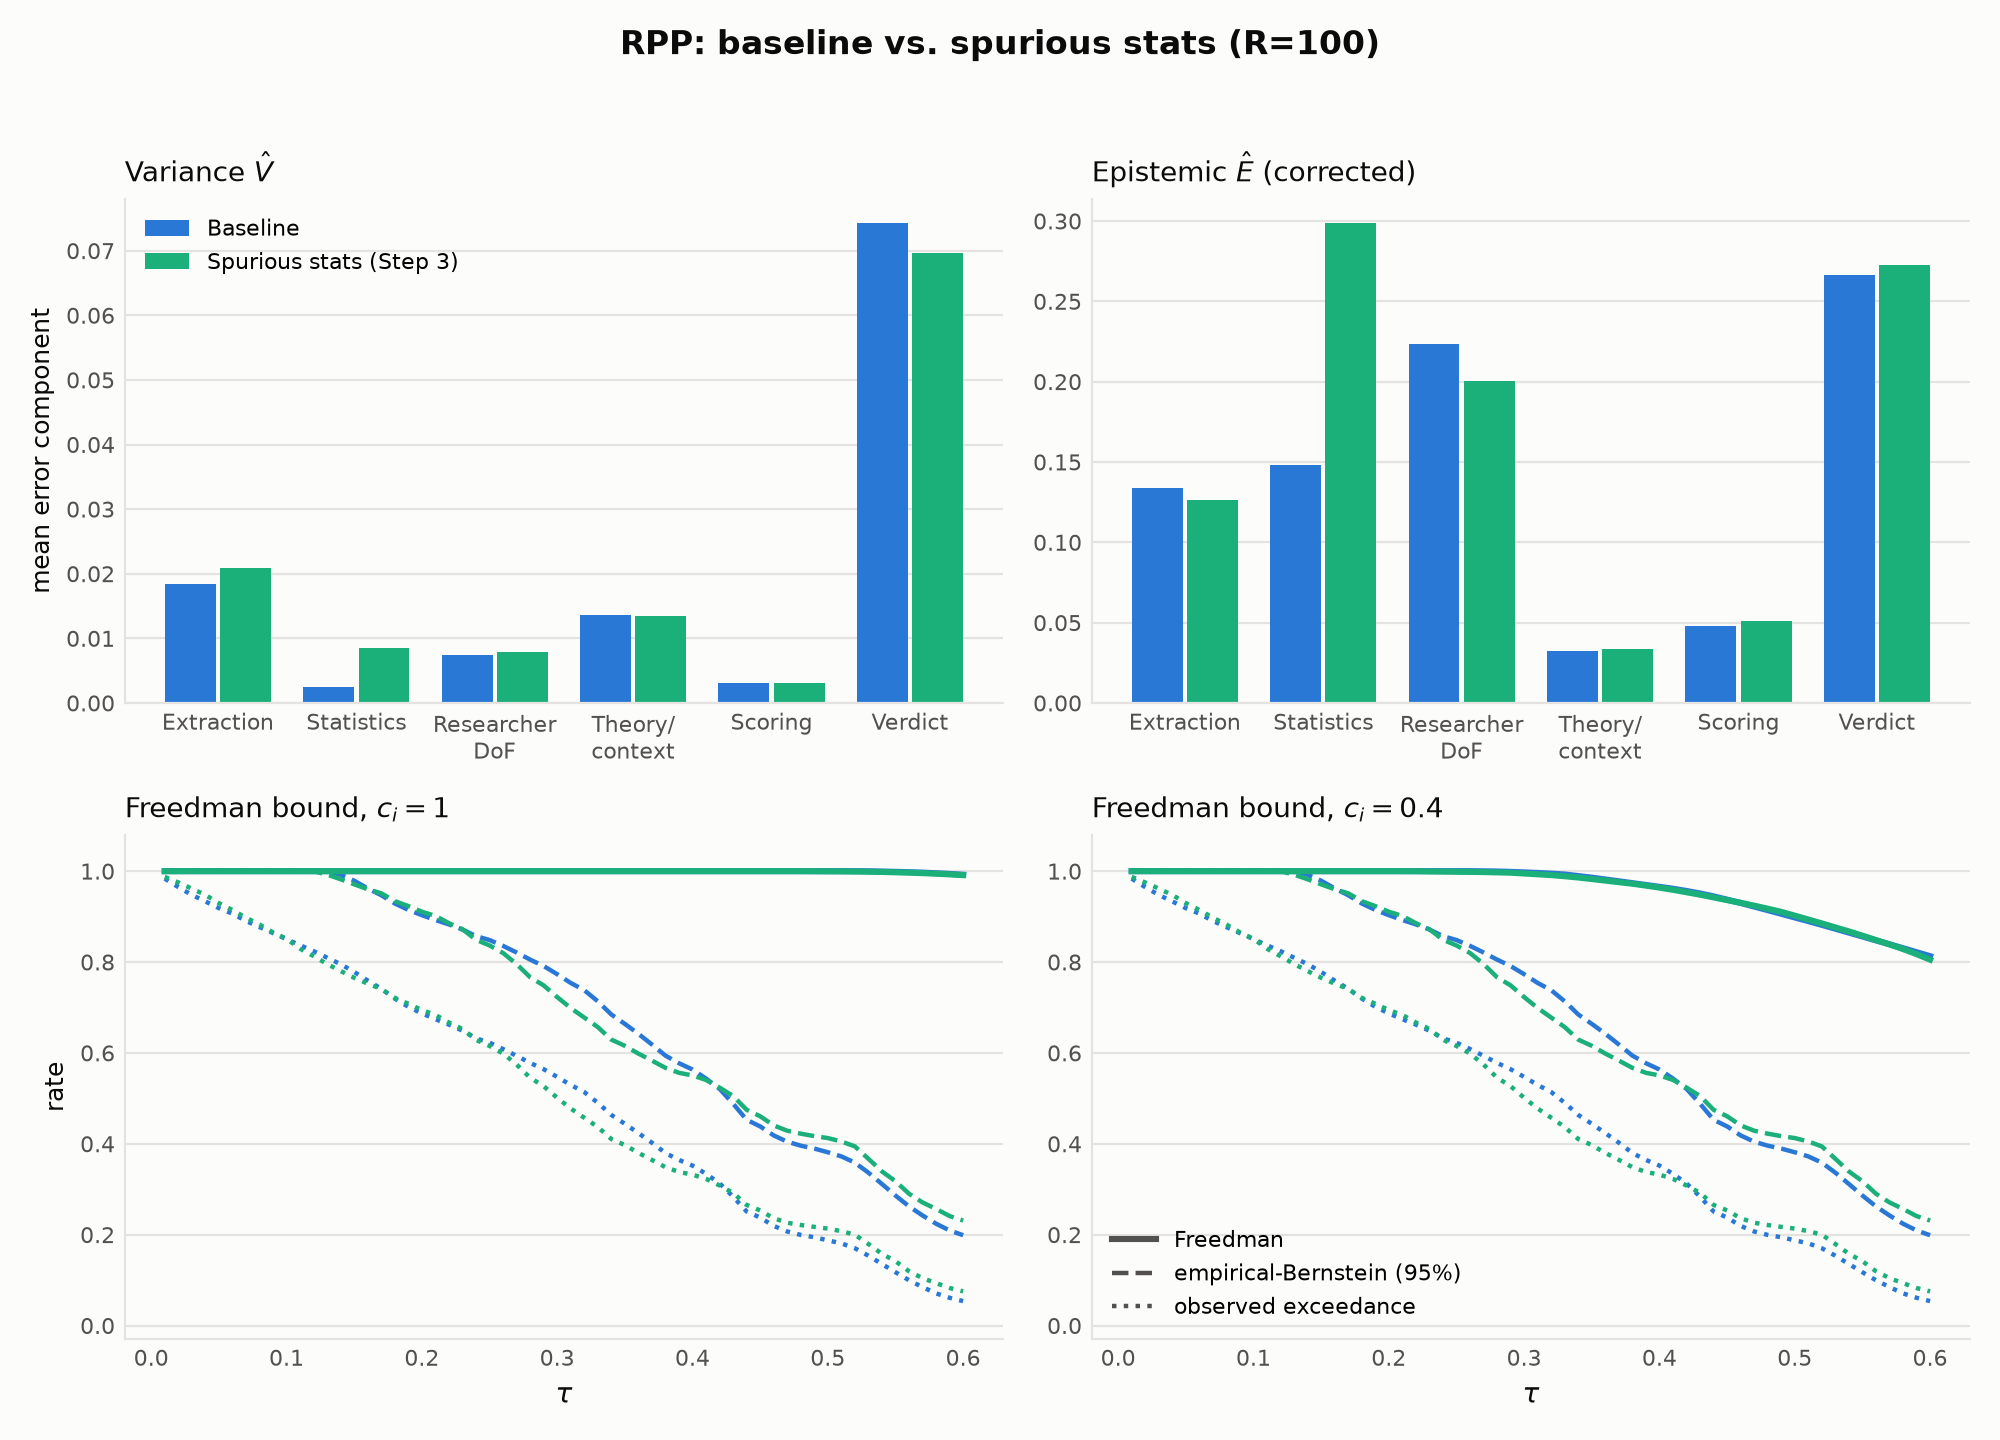 RPP: baseline vs. spurious stats (R=100)
Variance V̂
Baseline
Spurious stats (Step 3)
mean error component
0.07
0.06
0.05
0.04
0.03
0.02
0.01
0.00
Extraction
Statistics
Researcher
DoF
Theory/
context
Scoring
Verdict
Epistemic Ê (corrected)
0.30
0.25
0.20
0.15
0.10
0.05
0.00
Extraction
Statistics
Researcher
DoF
Theory/
context
Scoring
Verdict
Freedman bound, cᵢ = 1
rate
1.0
0.8
0.6
0.4
0.2
0.0
0.0 0.1 0.2 0.3 0.4 0.5 0.6
τ
Freedman bound, cᵢ = 0.4
1.0
0.8
0.6
0.4
0.2
0.0
Freedman
empirical-Bernstein (95%)
observed exceedance
0.0 0.1 0.2 0.3 0.4 0.5 0.6
τ